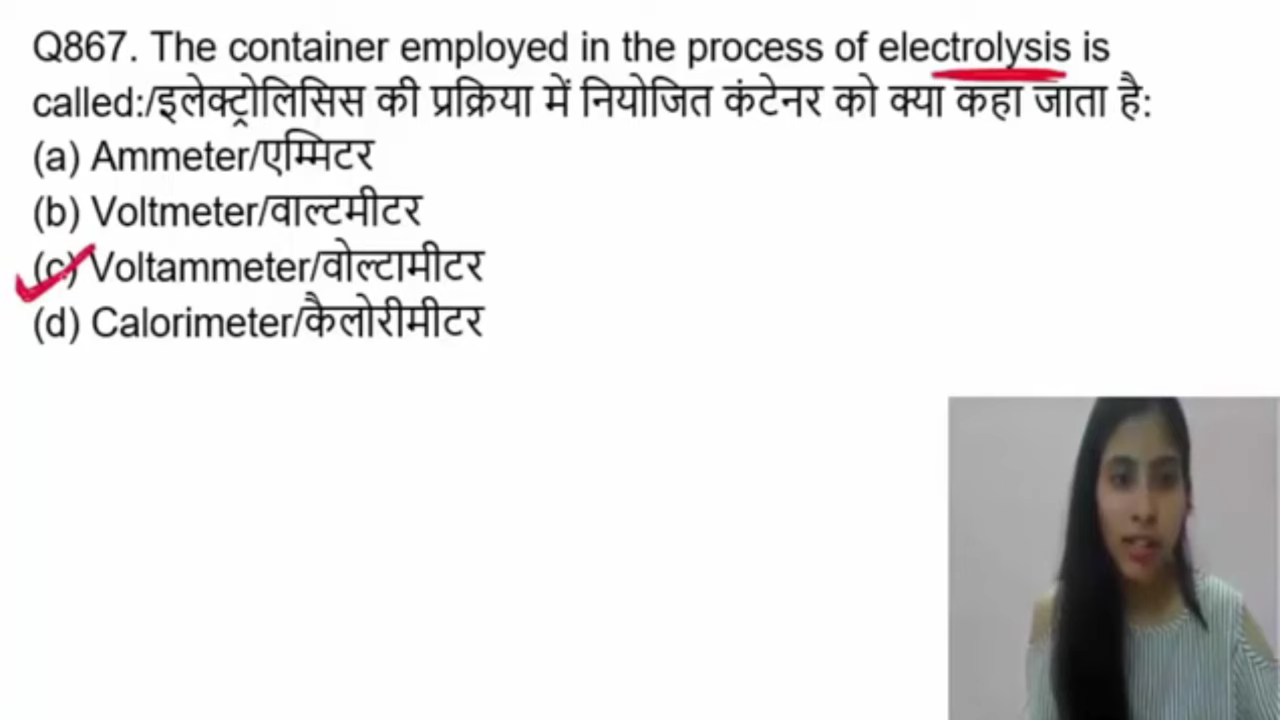 Q867. The container employed in the process of electrolysis is
called:/इलेक्ट्रोलिसिस की प्रक्रिया में नियोजित कंटेनर को क्या कहा जाता है:
(a) Ammeter/एम्मिटर
(b) Voltmeter/वाल्टमीटर
(c) Voltammeter/वोल्टामीटर
(d) Calorimeter/कैलोरीमीटर